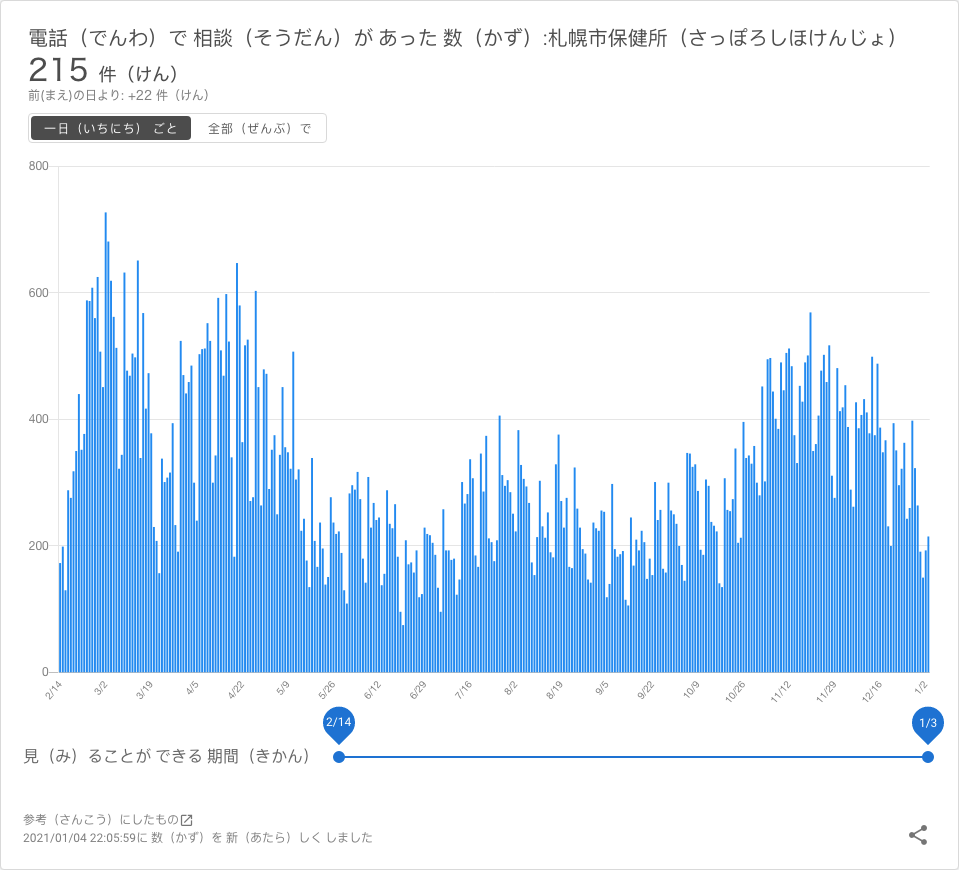 電話（でんわ）で 相談（そうだん）が あった 数（かず）:札幌市保健所（さっぽろしほけんじょ）
215 件（けん）
前(まえ)の日より: +22 件（けん）
一日（いちにち） ごと 全部（ぜんぶ）で
800
600
400
200
0
2/14 3/2 3/19 4/5 4/22 5/9 5/26 6/12 6/29 7/16 8/2 8/19 9/5 9/22 10/9 10/26 11/12 11/29 12/16 1/2
2/14 1/3
見（み）ることが できる 期間（きかん）
参考（さんこう）にしたもの
2021/01/04 22:05:59に 数（かず）を 新（あたら）しく しました